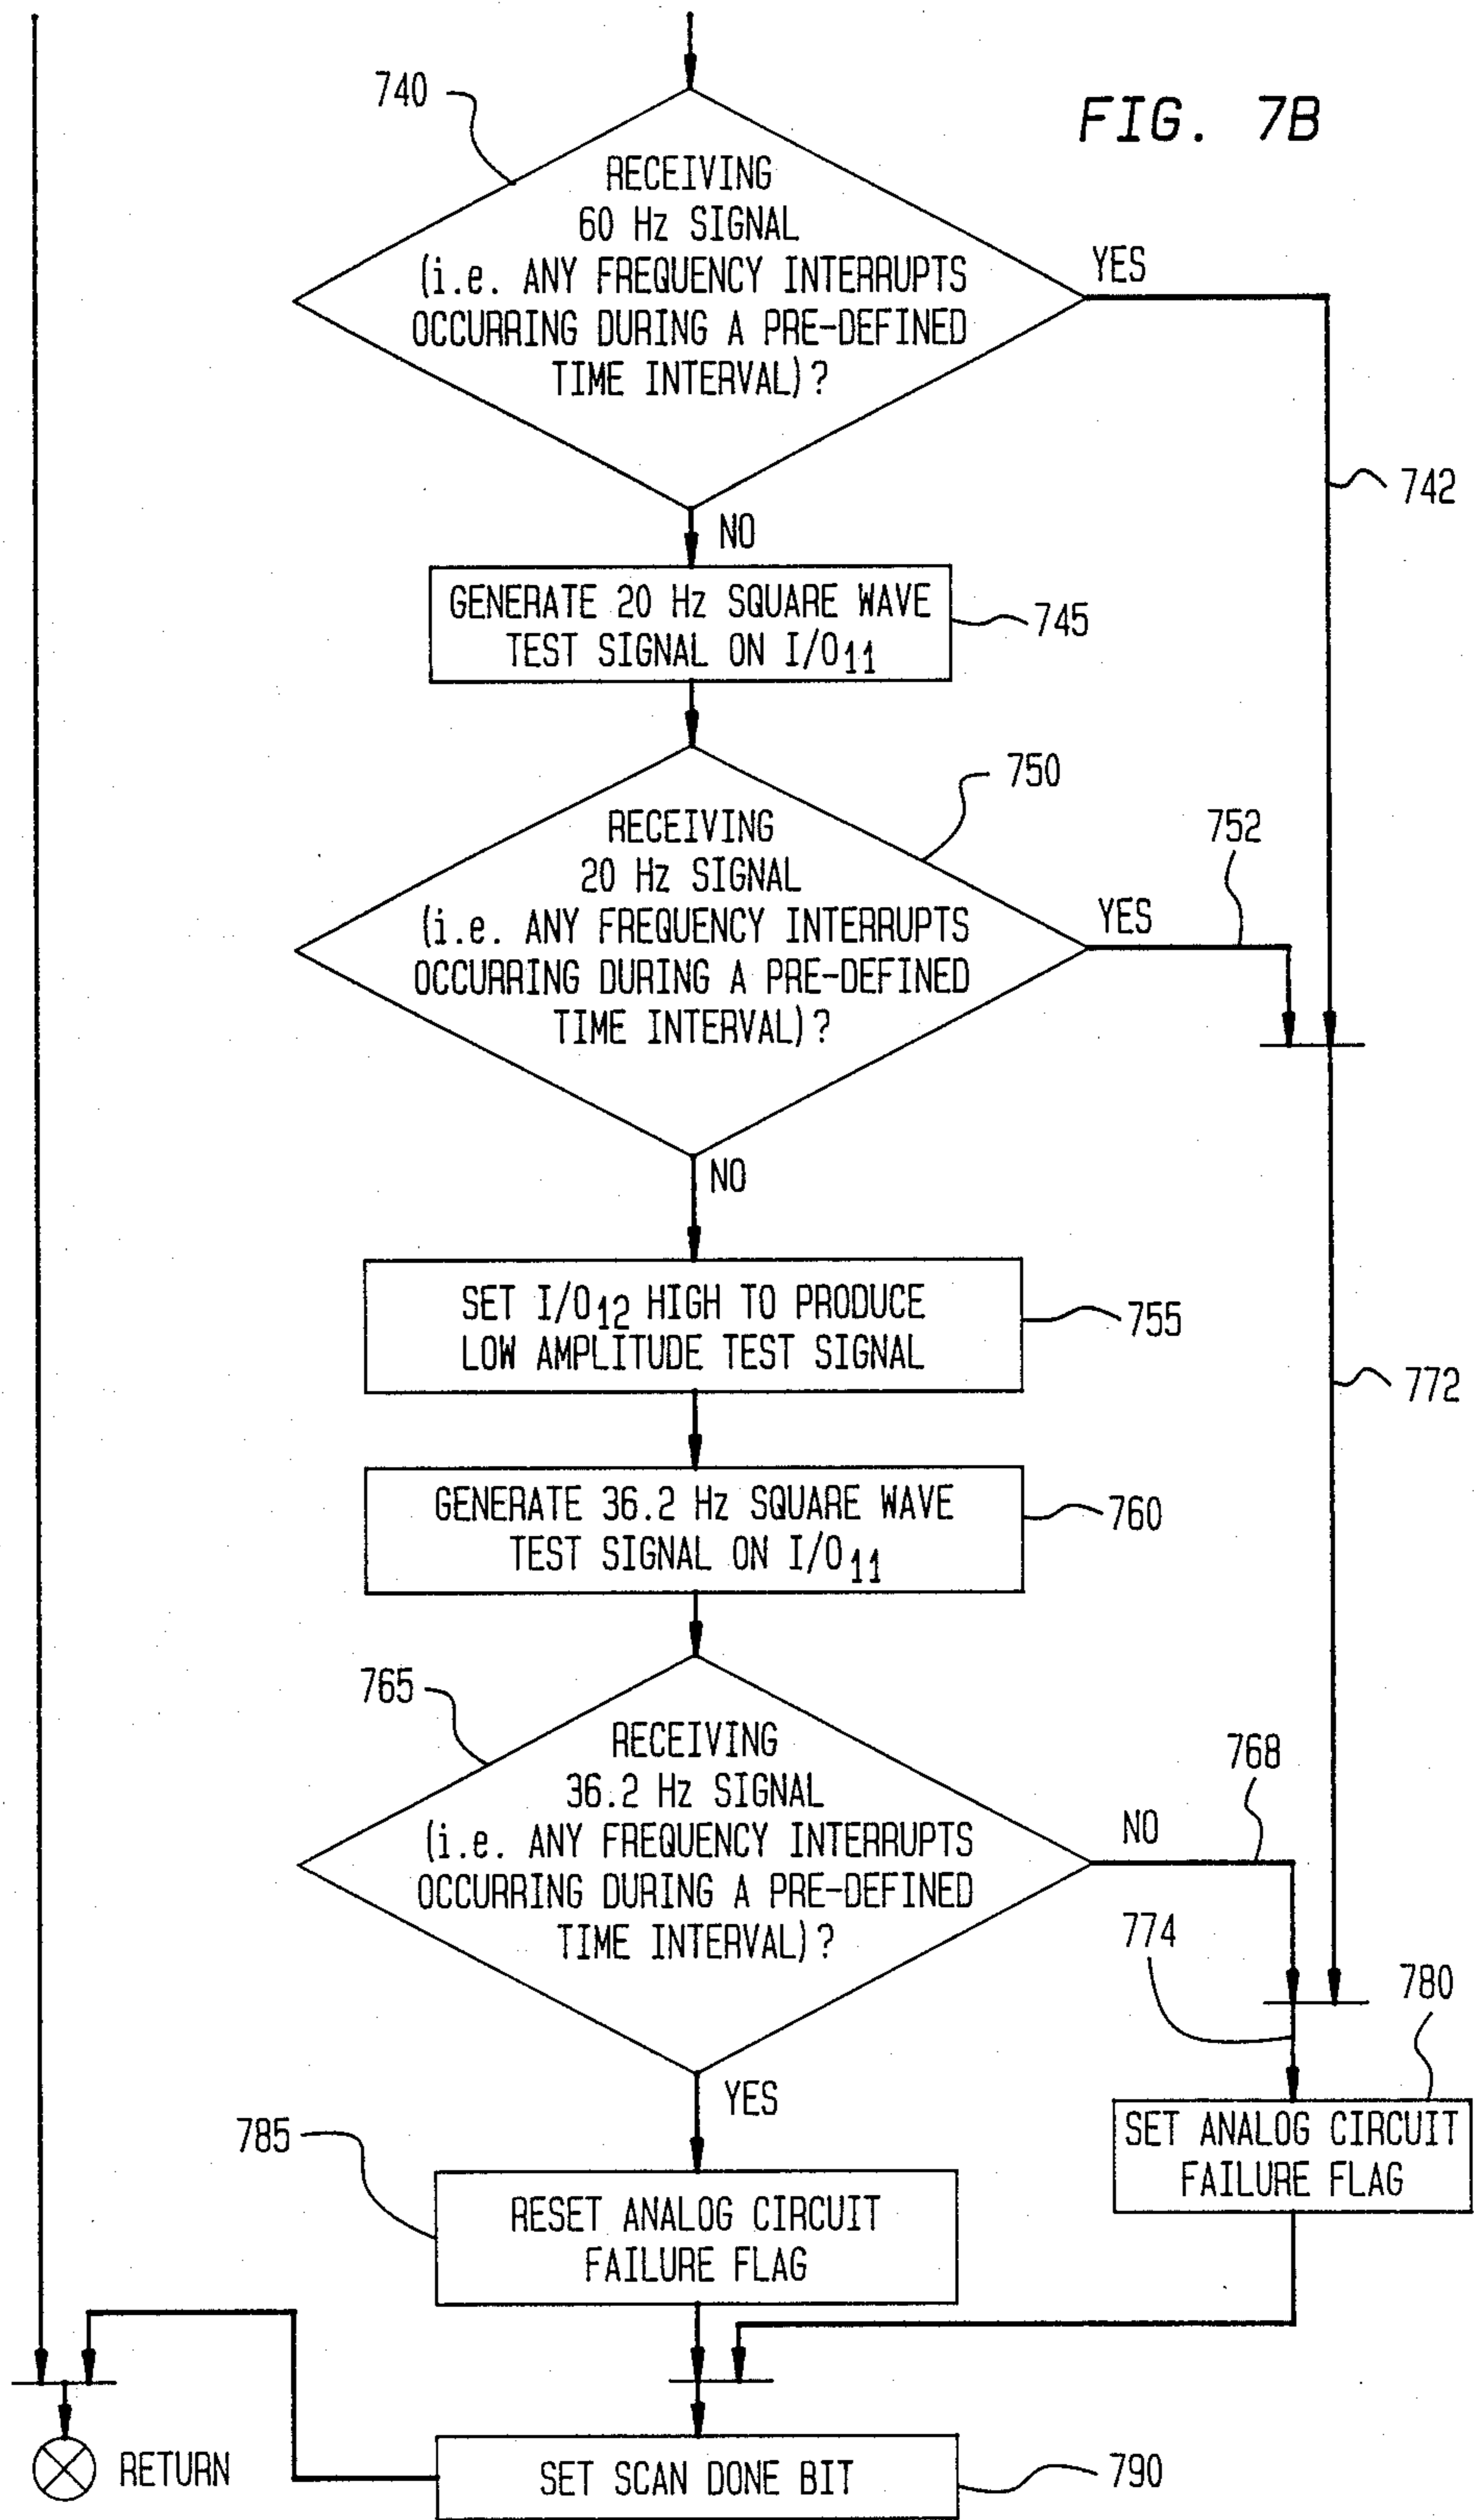 FIG. 7B
740
RECEIVING
60 Hz SIGNAL
(i.e. ANY FREQUENCY INTERRUPTS
OCCURRING DURING A PRE-DEFINED
TIME INTERVAL)?
YES
742
NO
GENERATE 20 Hz SQUARE WAVE
TEST SIGNAL ON I/O11
745
750
RECEIVING
20 Hz SIGNAL
(i.e. ANY FREQUENCY INTERRUPTS
OCCURRING DURING A PRE-DEFINED
TIME INTERVAL)?
YES
752
NO
SET I/O12 HIGH TO PRODUCE
LOW AMPLITUDE TEST SIGNAL
755
772
GENERATE 36.2 Hz SQUARE WAVE
TEST SIGNAL ON I/O11
760
765
RECEIVING
36.2 Hz SIGNAL
(i.e. ANY FREQUENCY INTERRUPTS
OCCURRING DURING A PRE-DEFINED
TIME INTERVAL)?
NO
768
774
780
YES
SET ANALOG CIRCUIT
FAILURE FLAG
785
RESET ANALOG CIRCUIT
FAILURE FLAG
RETURN
SET SCAN DONE BIT
790